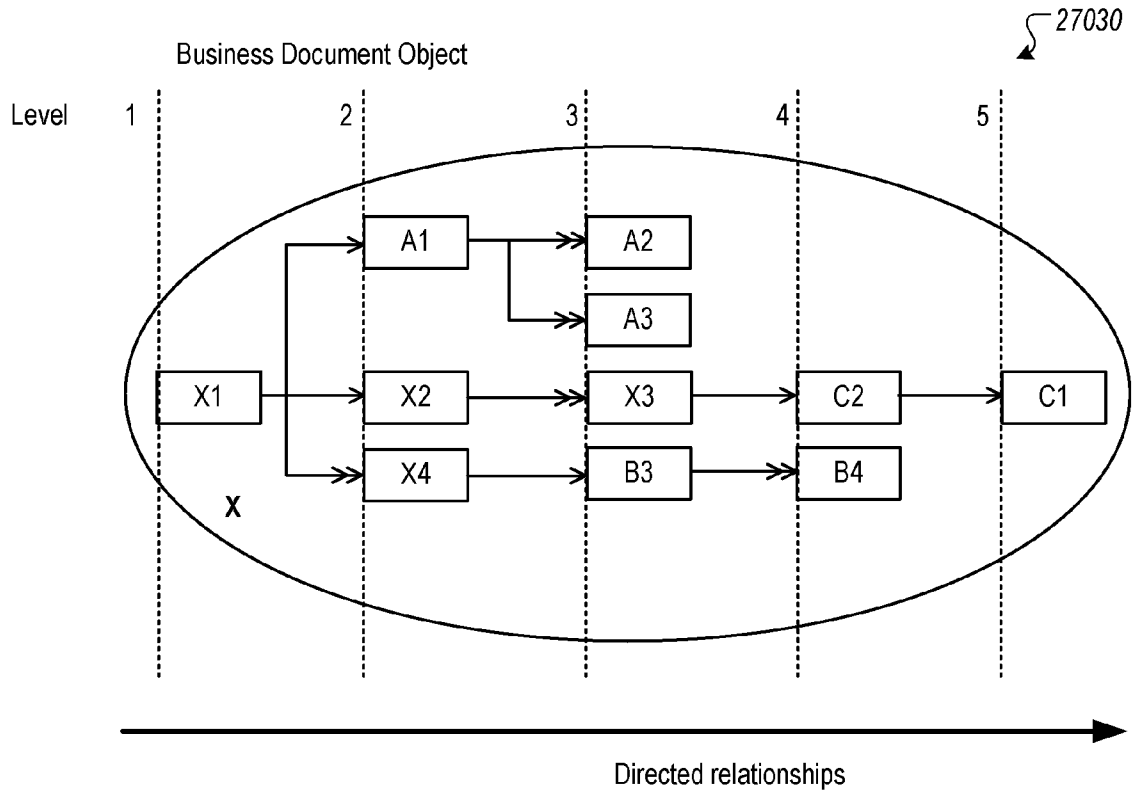 27030
Business Document Object
Level 1 2 3 4 5
A1 A2
A3
X1 X2 X3 C2 C1
X4 B3 B4
X
Directed relationships